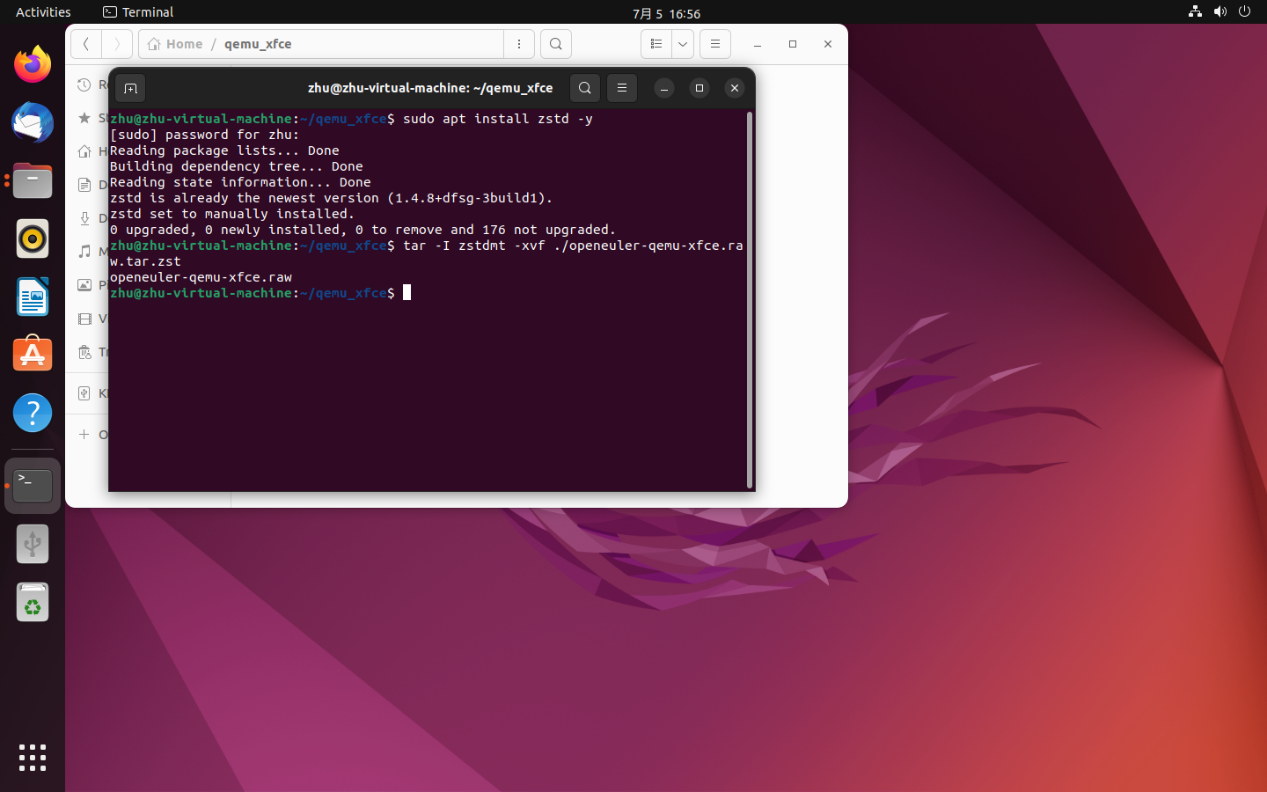 Activities
Terminal
7月 5 16:56
Home / qemu_xfce
zhu@zhu-virtual-machine: ~/qemu_xfce
zhu@zhu-virtual-machine:~/qemu_xfce$ sudo apt install zstd -y
[sudo] password for zhu:
Reading package lists... Done
Building dependency tree... Done
Reading state information... Done
zstd is already the newest version (1.4.8+dfsg-3build1).
zstd set to manually installed.
0 upgraded, 0 newly installed, 0 to remove and 176 not upgraded.
zhu@zhu-virtual-machine:~/qemu_xfce$ tar -I zstdmt -xvf ./openeuler-qemu-xfce.ra
w.tar.zst
openeuler-qemu-xfce.raw
zhu@zhu-virtual-machine:~/qemu_xfce$